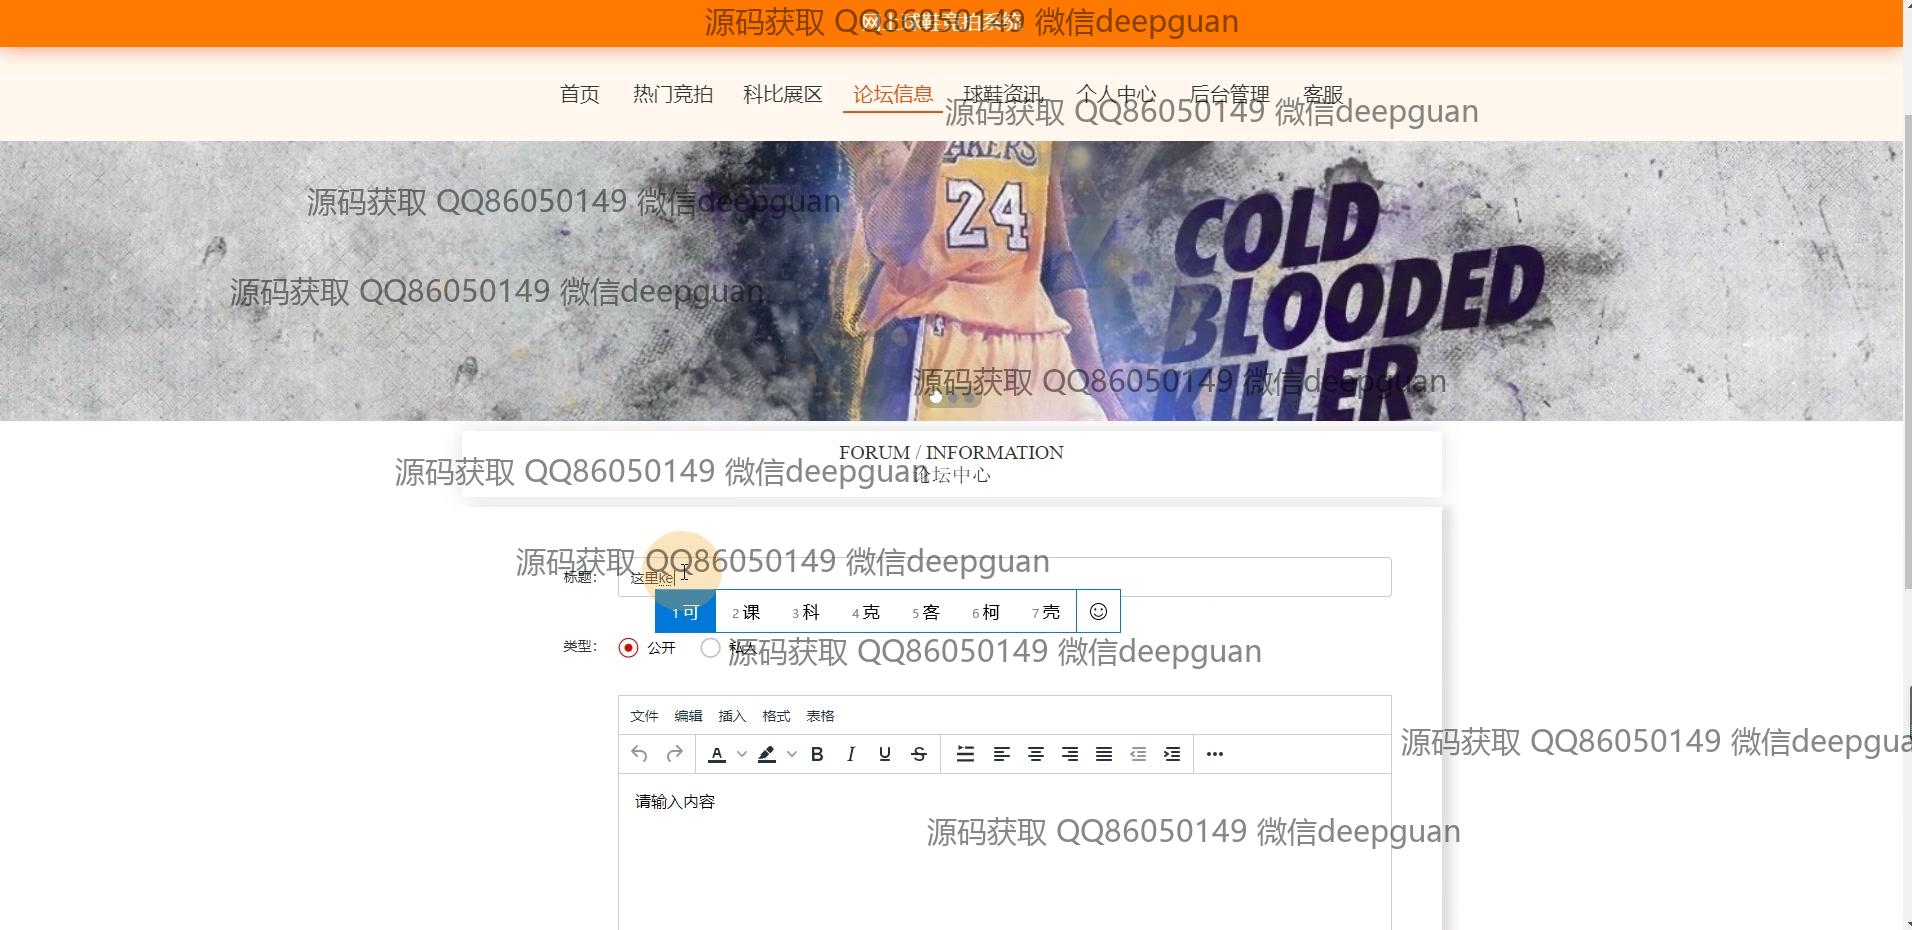 网上球鞋竞拍系统
源码获取 QQ86050149 微信deepguan
首页 热门竞拍 科比展区 论坛信息 球鞋资讯 个人中心 后台管理 客服
源码获取 QQ86050149 微信deepguan
AKERS
24
源码获取 QQ86050149 微信deepguan
COLD
BLOODED
KILLER
源码获取 QQ86050149 微信deepguan
源码获取 QQ86050149 微信deepguan
FORUM / INFORMATION
论坛中心
源码获取 QQ86050149 微信deepguan
源码获取 QQ86050149 微信deepguan
标题: 这里ke
1 可 2 课 3 科 4 克 5 客 6 柯 7 壳
类型: 公开 私人
源码获取 QQ86050149 微信deepguan
文件 编辑 插入 格式 表格
源码获取 QQ86050149 微信deepgua
A B I U S
请输入内容
源码获取 QQ86050149 微信deepguan